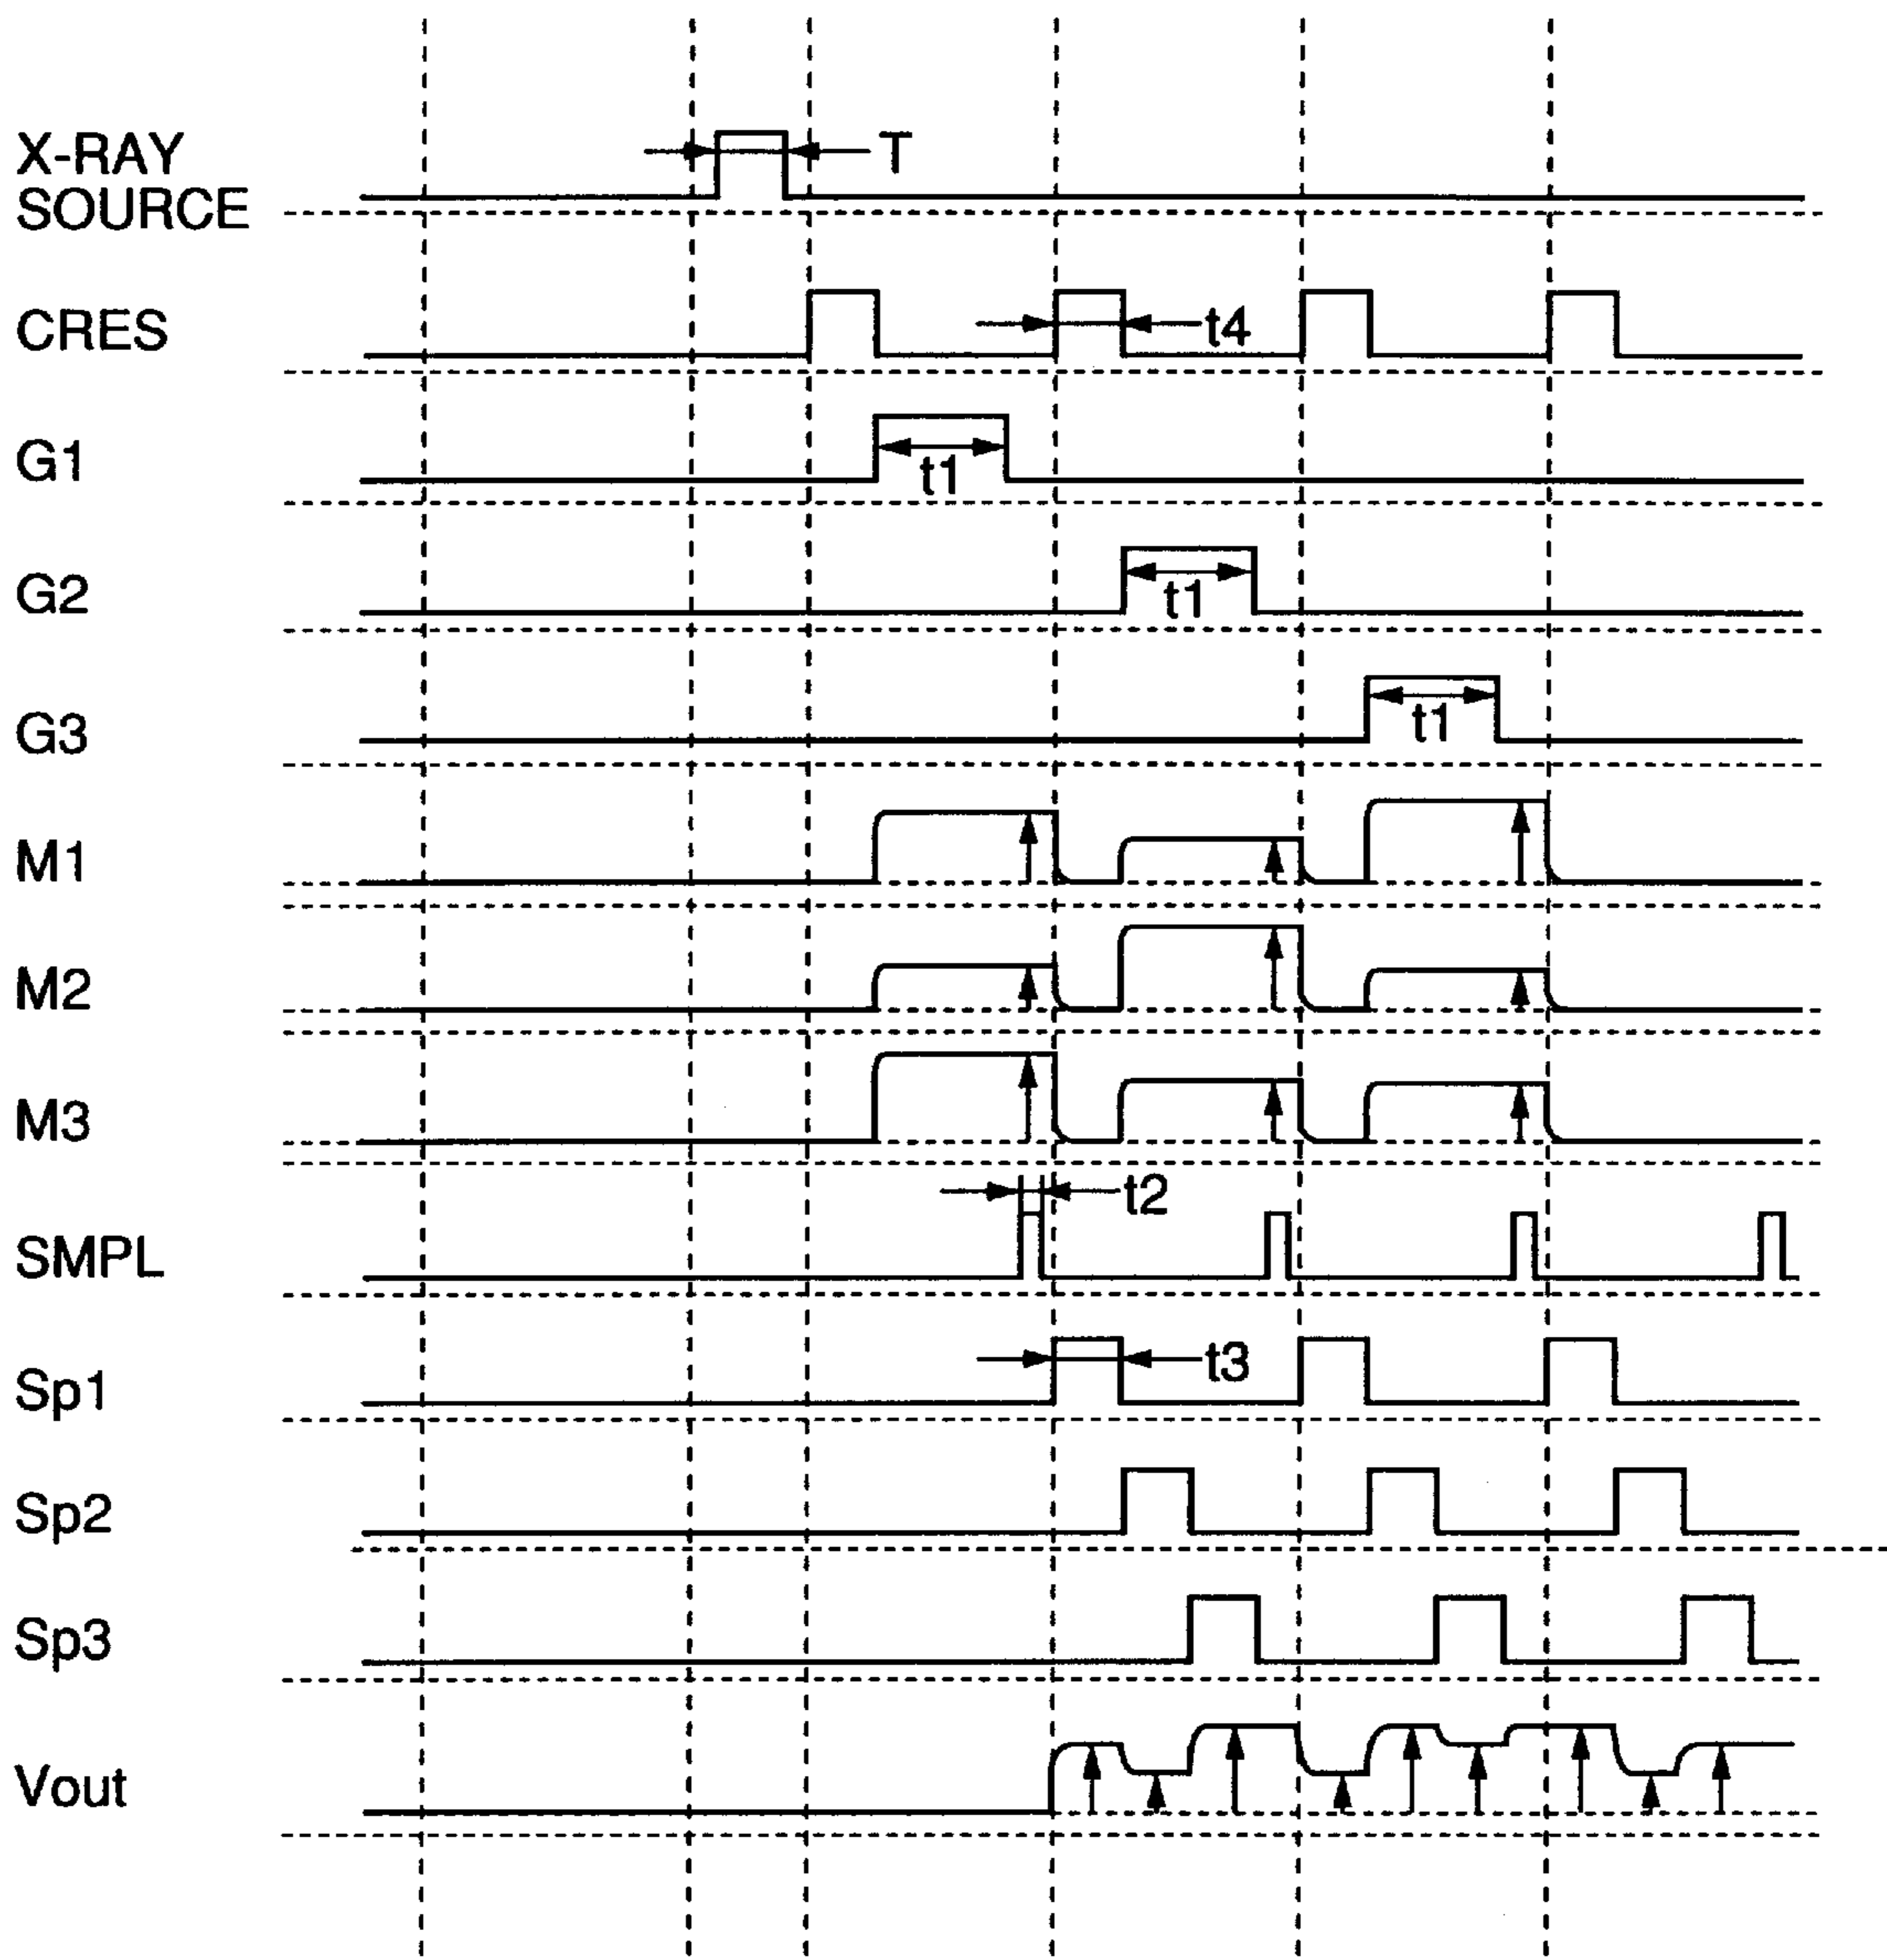 X-RAY
SOURCE
T
CRES
t4
G1
t1
G2
t1
G3
t1
M1
M2
M3
t2
SMPL
Sp1
t3
Sp2
Sp3
Vout